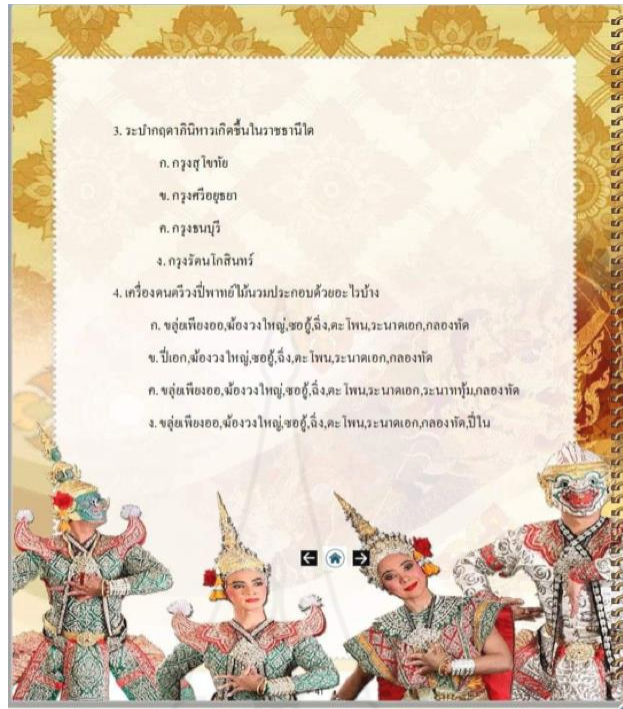 3. ระบำกฤดาภินิหารเกิดขึ้นในราชธานีใด
ก. กรุงสุโขทัย
ข. กรุงศรีอยุธยา
ค. กรุงธนบุรี
ง. กรุงรัตนโกสินทร์
4. เครื่องดนตรีวงปี่พาทย์ไม้นวมประกอบด้วยอะไรบ้าง
ก. ขลุ่ยเพียงออ,ฆ้องวงใหญ่,ซออู้,ฉิ่ง,ตะโพน,ระนาดเอก,กลองทัด
ข. ปี่เอก,ฆ้องวงใหญ่,ซออู้,ฉิ่ง,ตะโพน,ระนาดเอก,กลองทัด
ค. ขลุ่ยเพียงออ,ฆ้องวงใหญ่,ซออู้,ฉิ่ง,ตะโพน,ระนาดเอก,ระนาททุ้ม,กลองทัด
ง. ขลุ่ยเพียงออ,ฆ้องวงใหญ่,ซออู้,ฉิ่ง,ตะโพน,ระนาดเอก,กลองทัด,ปี่ใน